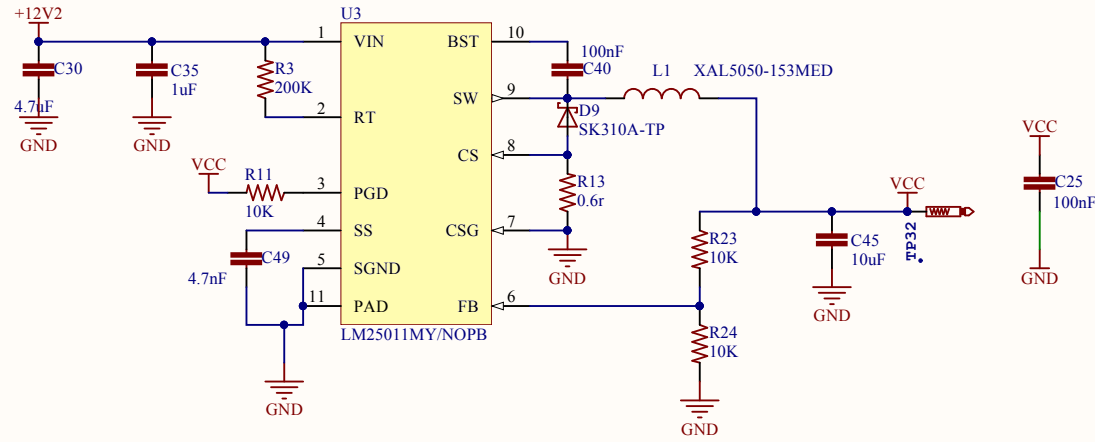 +12V2
C30
4.7uF
GND
C35
1uF
GND
R3
200K
VCC
R11
10K
C49
4.7nF
GND
U3
1 VIN
2 RT
3 PGD
4 SS
5 SGND
11 PAD
BST 10
SW 9
CS 8
CSG 7
FB 6
LM25011MY/NOPB
100nF
C40
L1 XAL5050-153MED
D9
SK310A-TP
R13
0.6r
GND
R23
10K
R24
10K
GND
C45
10uF
GND
VCC
TP32
VCC
C25
100nF
GND